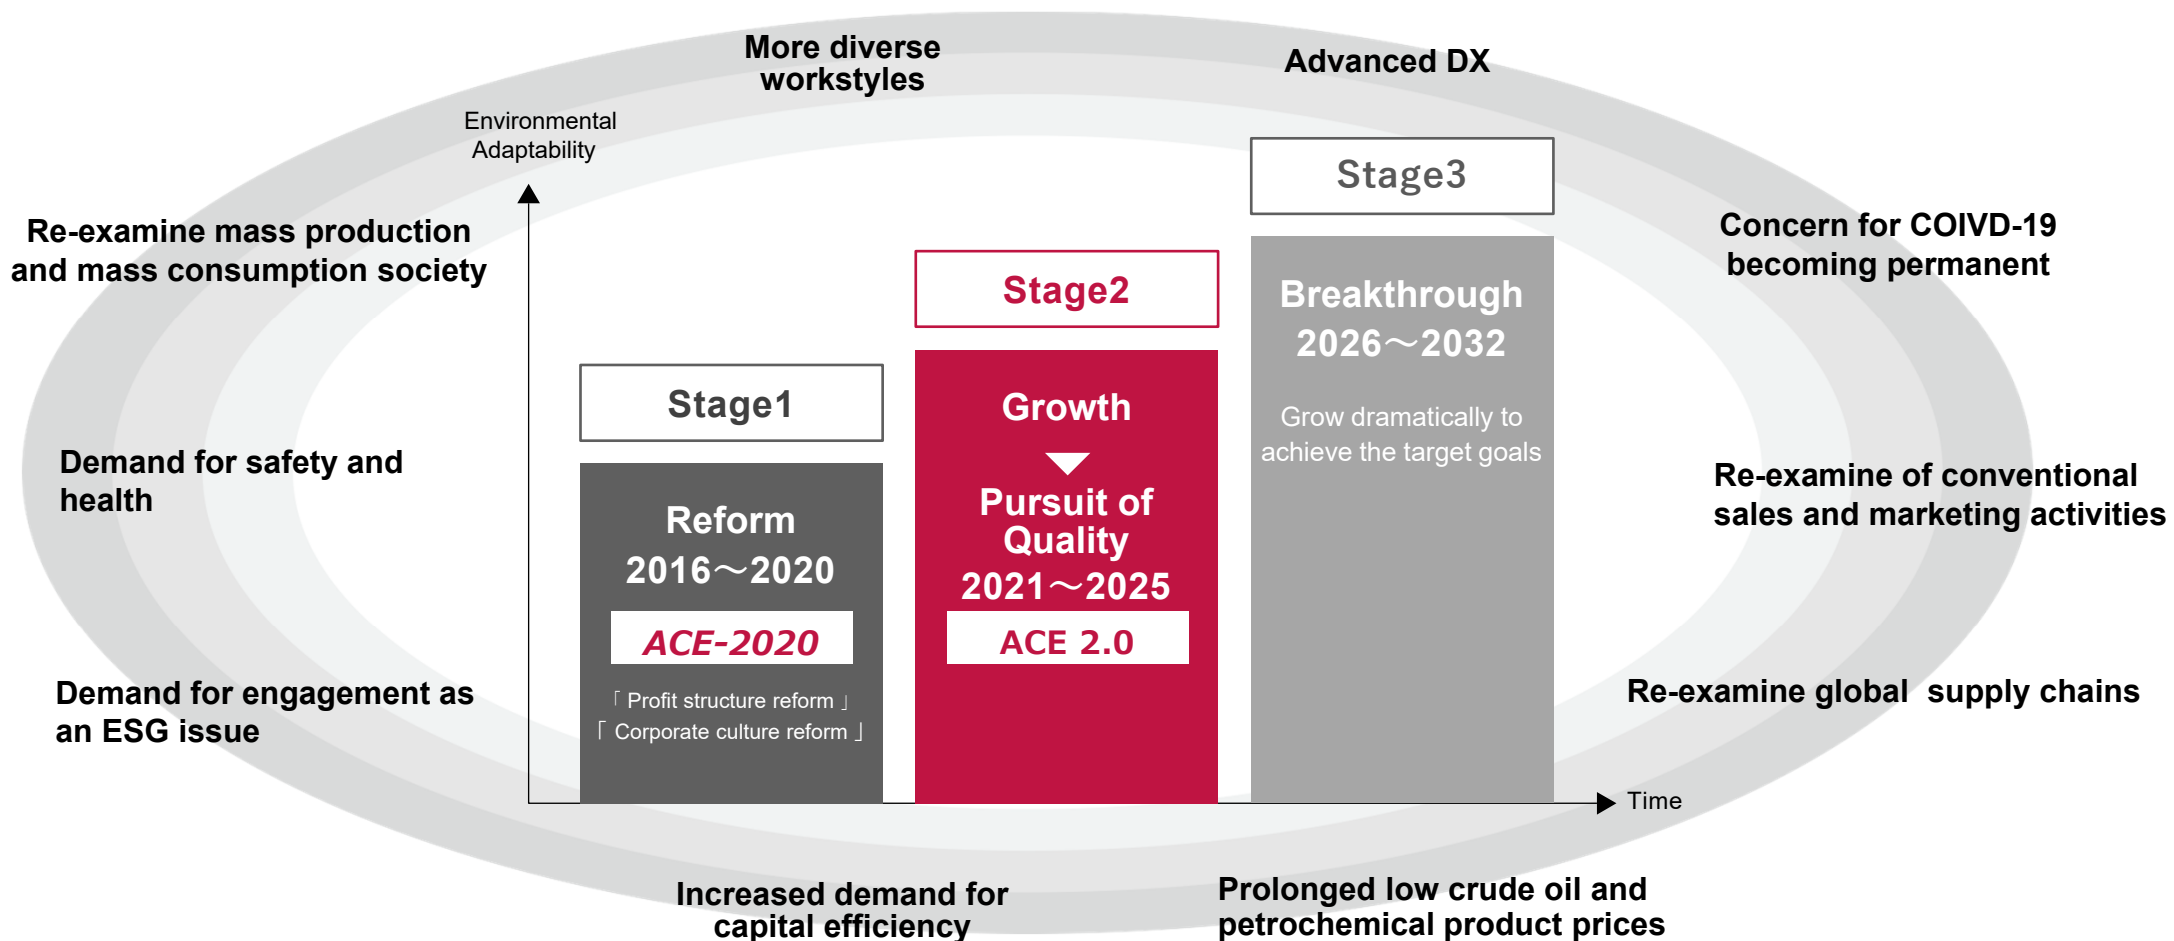 More diverse
workstyles
Advanced DX
Environmental
Adaptability
Re-examine mass production
and mass consumption society
Demand for safety and
health
Demand for engagement as
an ESG issue
Stage1
Reform
2016～2020
ACE-2020
「 Profit structure reform 」
「 Corporate culture reform 」
Stage2
Growth
Pursuit of
Quality
2021～2025
ACE 2.0
Stage3
Breakthrough
2026～2032
Grow dramatically to
achieve the target goals
Time
Concern for COIVD-19
becoming permanent
Re-examine of conventional
sales and marketing activities
Re-examine global supply chains
Increased demand for
capital efficiency
Prolonged low crude oil and
petrochemical product prices